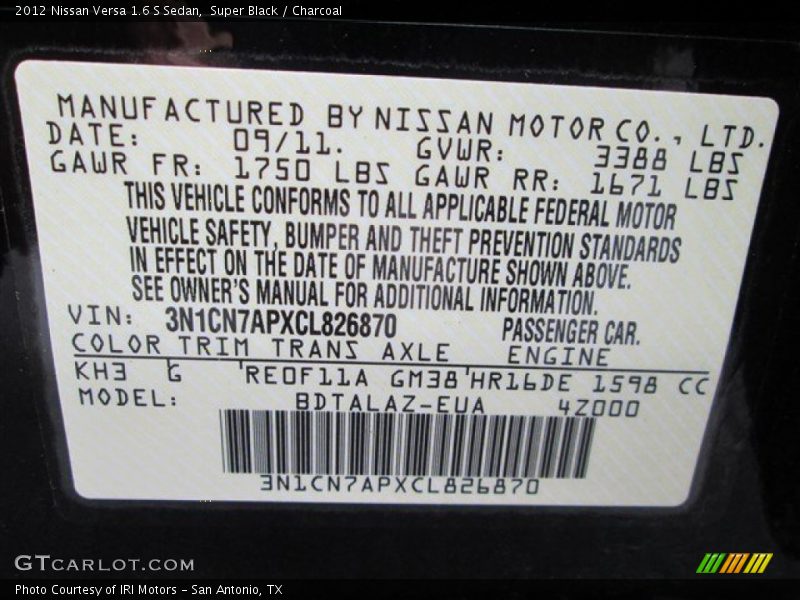 2012 Nissan Versa 1.6 S Sedan,  Super Black / Charcoal
MANUFACTURED BY NISSAN MOTOR CO., LTD.
DATE: 09/11. GVWR: 3388 LBS
GAWR FR: 1750 LBS GAWR RR: 1671 LBS
THIS VEHICLE CONFORMS TO ALL APPLICABLE FEDERAL MOTOR
VEHICLE SAFETY, BUMPER AND THEFT PREVENTION STANDARDS
IN EFFECT ON THE DATE OF MANUFACTURE SHOWN ABOVE.
SEE OWNER'S MANUAL FOR ADDITIONAL INFORMATION.
VIN: 3N1CN7APXCL826870 PASSENGER CAR.
COLOR TRIM TRANS AXLE ENGINE
KH3 G RE0F11A GM38 HR16DE 1598 CC
MODEL: BDTALAZ-EUA 4Z000
3N1CN7APXCL826870
GTCARLOT.COM
Photo Courtesy of IRI Motors – San Antonio, TX